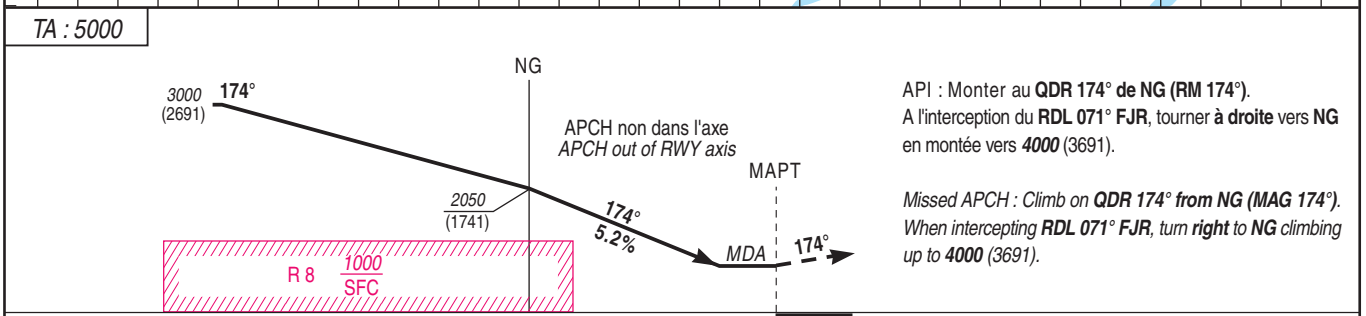 TA : 5000
NG
3000
(2691)
174°
APCH non dans l'axe
APCH out of RWY axis
MAPT
2050
(1741)
174°
5.2%
MDA
174°
R 8
1000
SFC
API : Monter au QDR 174° de NG (RM 174°).
A l'interception du RDL 071° FJR, tourner à droite vers NG
en montée vers 4000 (3691).
Missed APCH : Climb on QDR 174° from NG (MAG 174°).
When intercepting RDL 071° FJR, turn right to NG climbing
up to 4000 (3691).